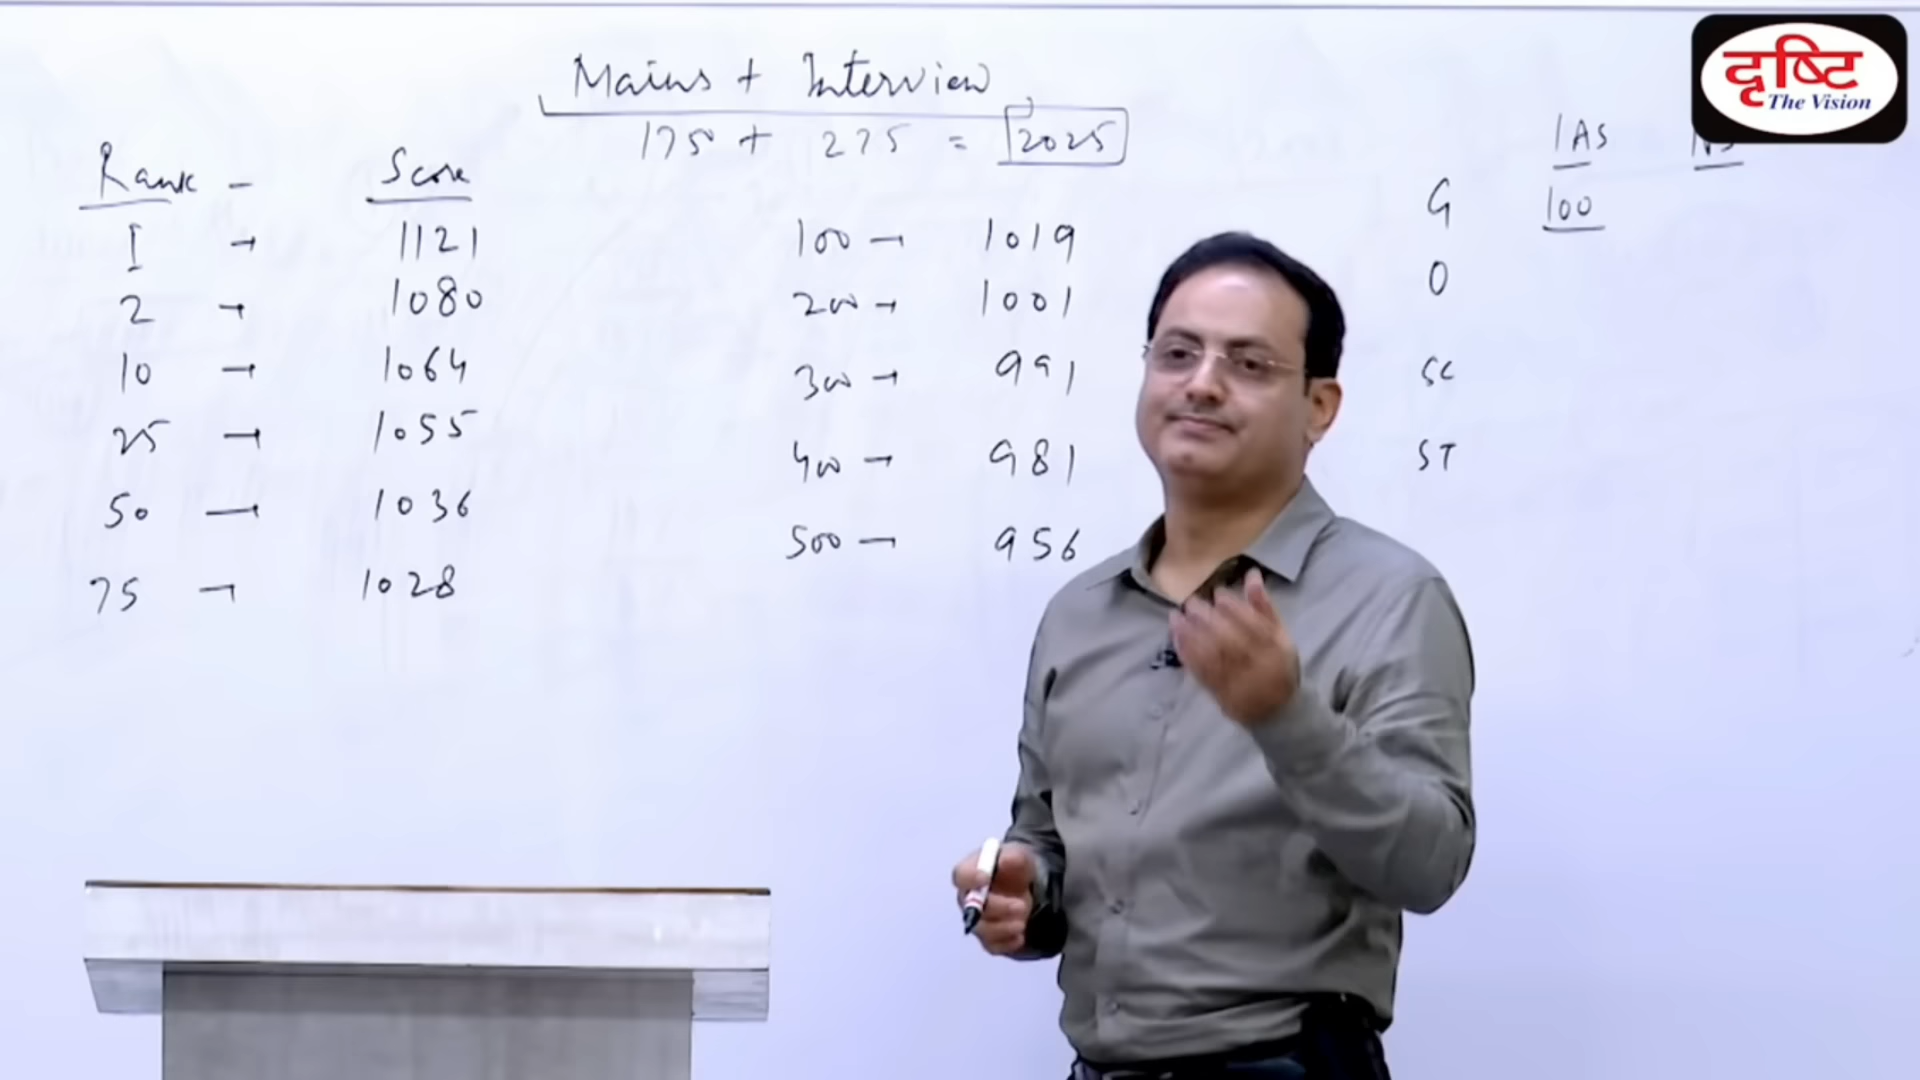 Mains + Interview
175 + 275 = 2025
Rank - Score
1 → 1121
2 → 1080
10 → 1064
25 → 1055
50 → 1036
75 → 1028
100 → 1019
200 → 1001
300 → 991
400 → 981
500 → 956
IAS
G 100
O
SC
ST
दृष्टि
The Vision